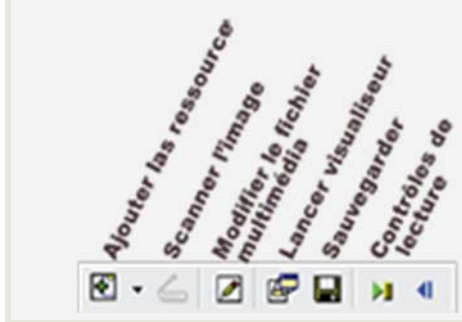 Ajouter las ressource
Scanner l'image
Modifier le fichier
multimédia
Lancer visualiseur
Sauvegarder
Contrôles de
lecture